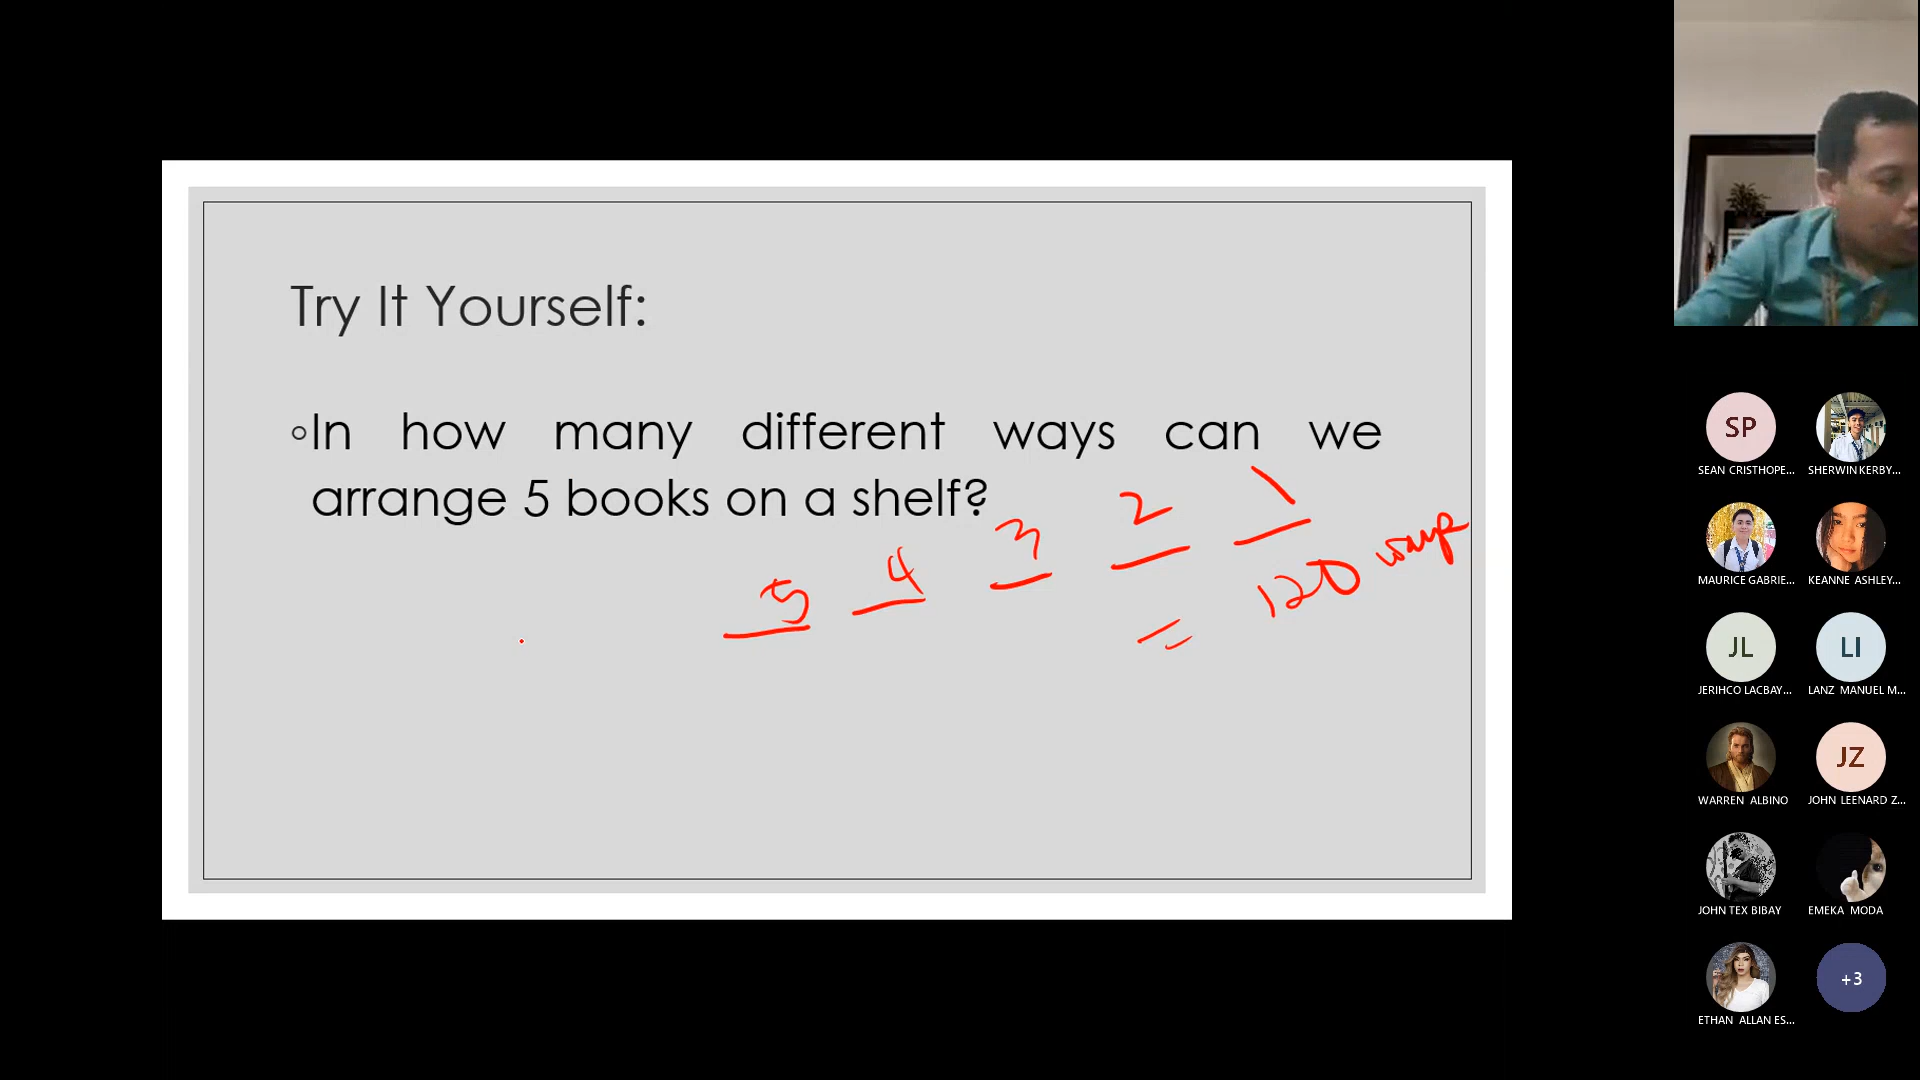 Try It Yourself:
◦In how many different ways can we
arrange 5 books on a shelf?
5 4 3 2 1
= 120 ways
SP
SEAN CRISTHOPE...
SHERWIN KERBY...
MAURICE GABRIE...
KEANNE ASHLEY...
JL
JERIHCO LACBAY...
LI
LANZ MANUEL M...
WARREN ALBINO
JZ
JOHN LEENARD Z...
JOHN TEX BIBAY
EMEKA MODA
ETHAN ALLAN ES...
+3